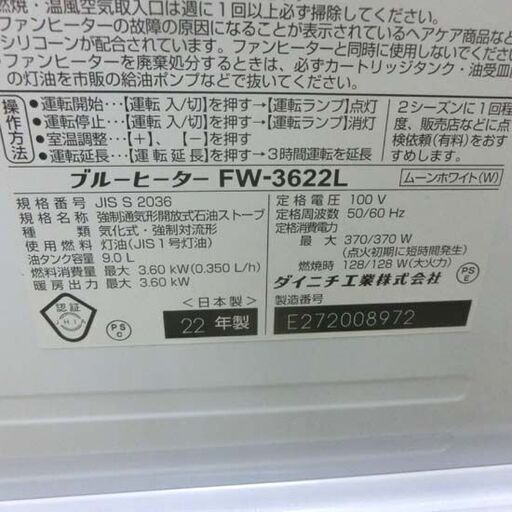 燃焼・温風空気取入口は週に1回以上必ず掃除してください。
ファンヒーターの故障の原因になることが表示されているヘアケア商品など
シリコーンが配合されています。ファンヒーターと同時に使用しないでください
ファンヒーターを廃棄処分するときは、必ずカートリッジタンク・油受皿
の灯油を市販の給油ポンプなどで抜いてください。
操作方法
●運転開始…【運転 入/切】を押す→【運転ランプ】点灯
●運転停止…【運転 入/切】を押す→【運転ランプ】消灯
●室温調整…【+】、【-】を押す
●運転延長…【運転延長】を押す→3時間運転を延長
2シーズンに1回程
度、販売店などに点
検依頼(有料)をおす
すめします。
ブルーヒーター FW-3622L
ムーンホワイト(W)
規格番号 JIS S 2036
規格名称 強制通気形開放式石油ストーブ
種類 気化式・強制対流形
使用燃料 灯油(JIS1号灯油)
油タンク容量 9.0L
燃料消費量 最大 3.60 kW(0.350 L/h)
暖房出力 最大 3.60 kW
定格電圧 100 V
定格周波数 50/60 Hz
定格消費電力
最大 370/370 W
(点火初期に短時間発生)
燃焼時 128/128 W(大火力)
ダイニチ工業株式会社
PS
E
認証
JHIA
PS
C
<日本製>
22 年製
製造番号
E272008972